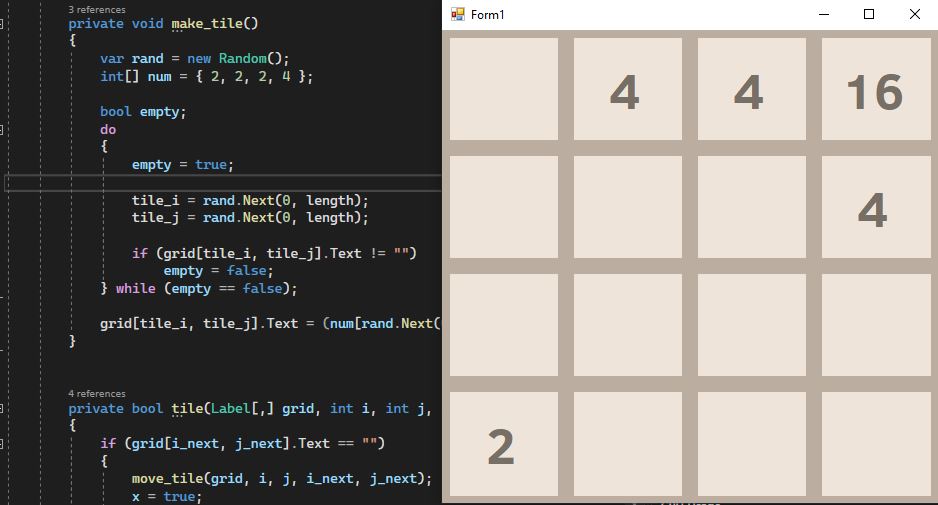 3 references
private void make_tile()
{
var rand = new Random();
int[] num = { 2, 2, 2, 4 };
bool empty;
do
{
empty = true;
tile_i = rand.Next(0, length);
tile_j = rand.Next(0, length);
if (grid[tile_i, tile_j].Text != "")
empty = false;
} while (empty == false);
grid[tile_i, tile_j].Text = (num[rand.Next(
}
4 references
private bool tile(Label[,] grid, int i, int j,
{
if (grid[i_next, j_next].Text == "")
{
move_tile(grid, i, j, i_next, j_next);
x = true;
Form1
4 4 16
4
2